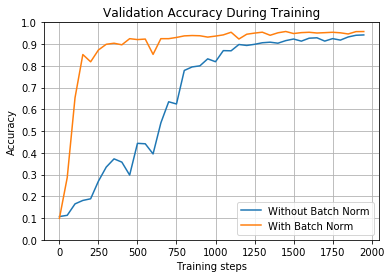 Validation Accuracy During Training
1.0
0.9
0.8
0.7
0.6
0.5
0.4
0.3
0.2
0.1
0.0
Accuracy
Without Batch Norm
With Batch Norm
0 250 500 750 1000 1250 1500 1750 2000
Training steps